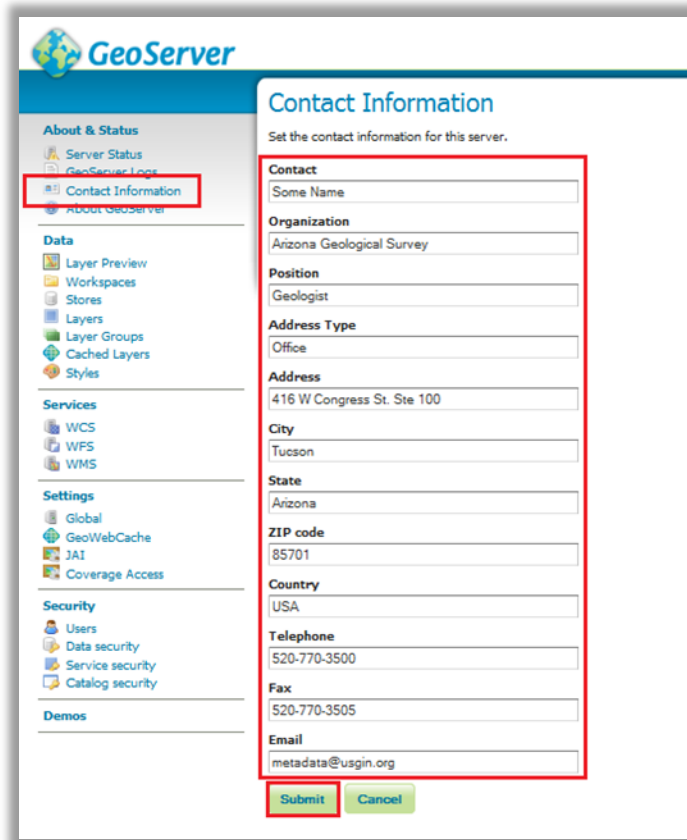 GeoServer
About & Status
Server Status
GeoServer Logs
Contact Information
About GeoServer
Data
Layer Preview
Workspaces
Stores
Layers
Layer Groups
Cached Layers
Styles
Services
WCS
WFS
WMS
Settings
Global
GeoWebCache
JAI
Coverage Access
Security
Users
Data security
Service security
Catalog security
Demos
Contact Information
Set the contact information for this server.
Contact
Some Name
Organization
Arizona Geological Survey
Position
Geologist
Address Type
Office
Address
416 W Congress St. Ste 100
City
Tucson
State
Arizona
ZIP code
85701
Country
USA
Telephone
520-770-3500
Fax
520-770-3505
Email
metadata@usgin.org
Submit Cancel